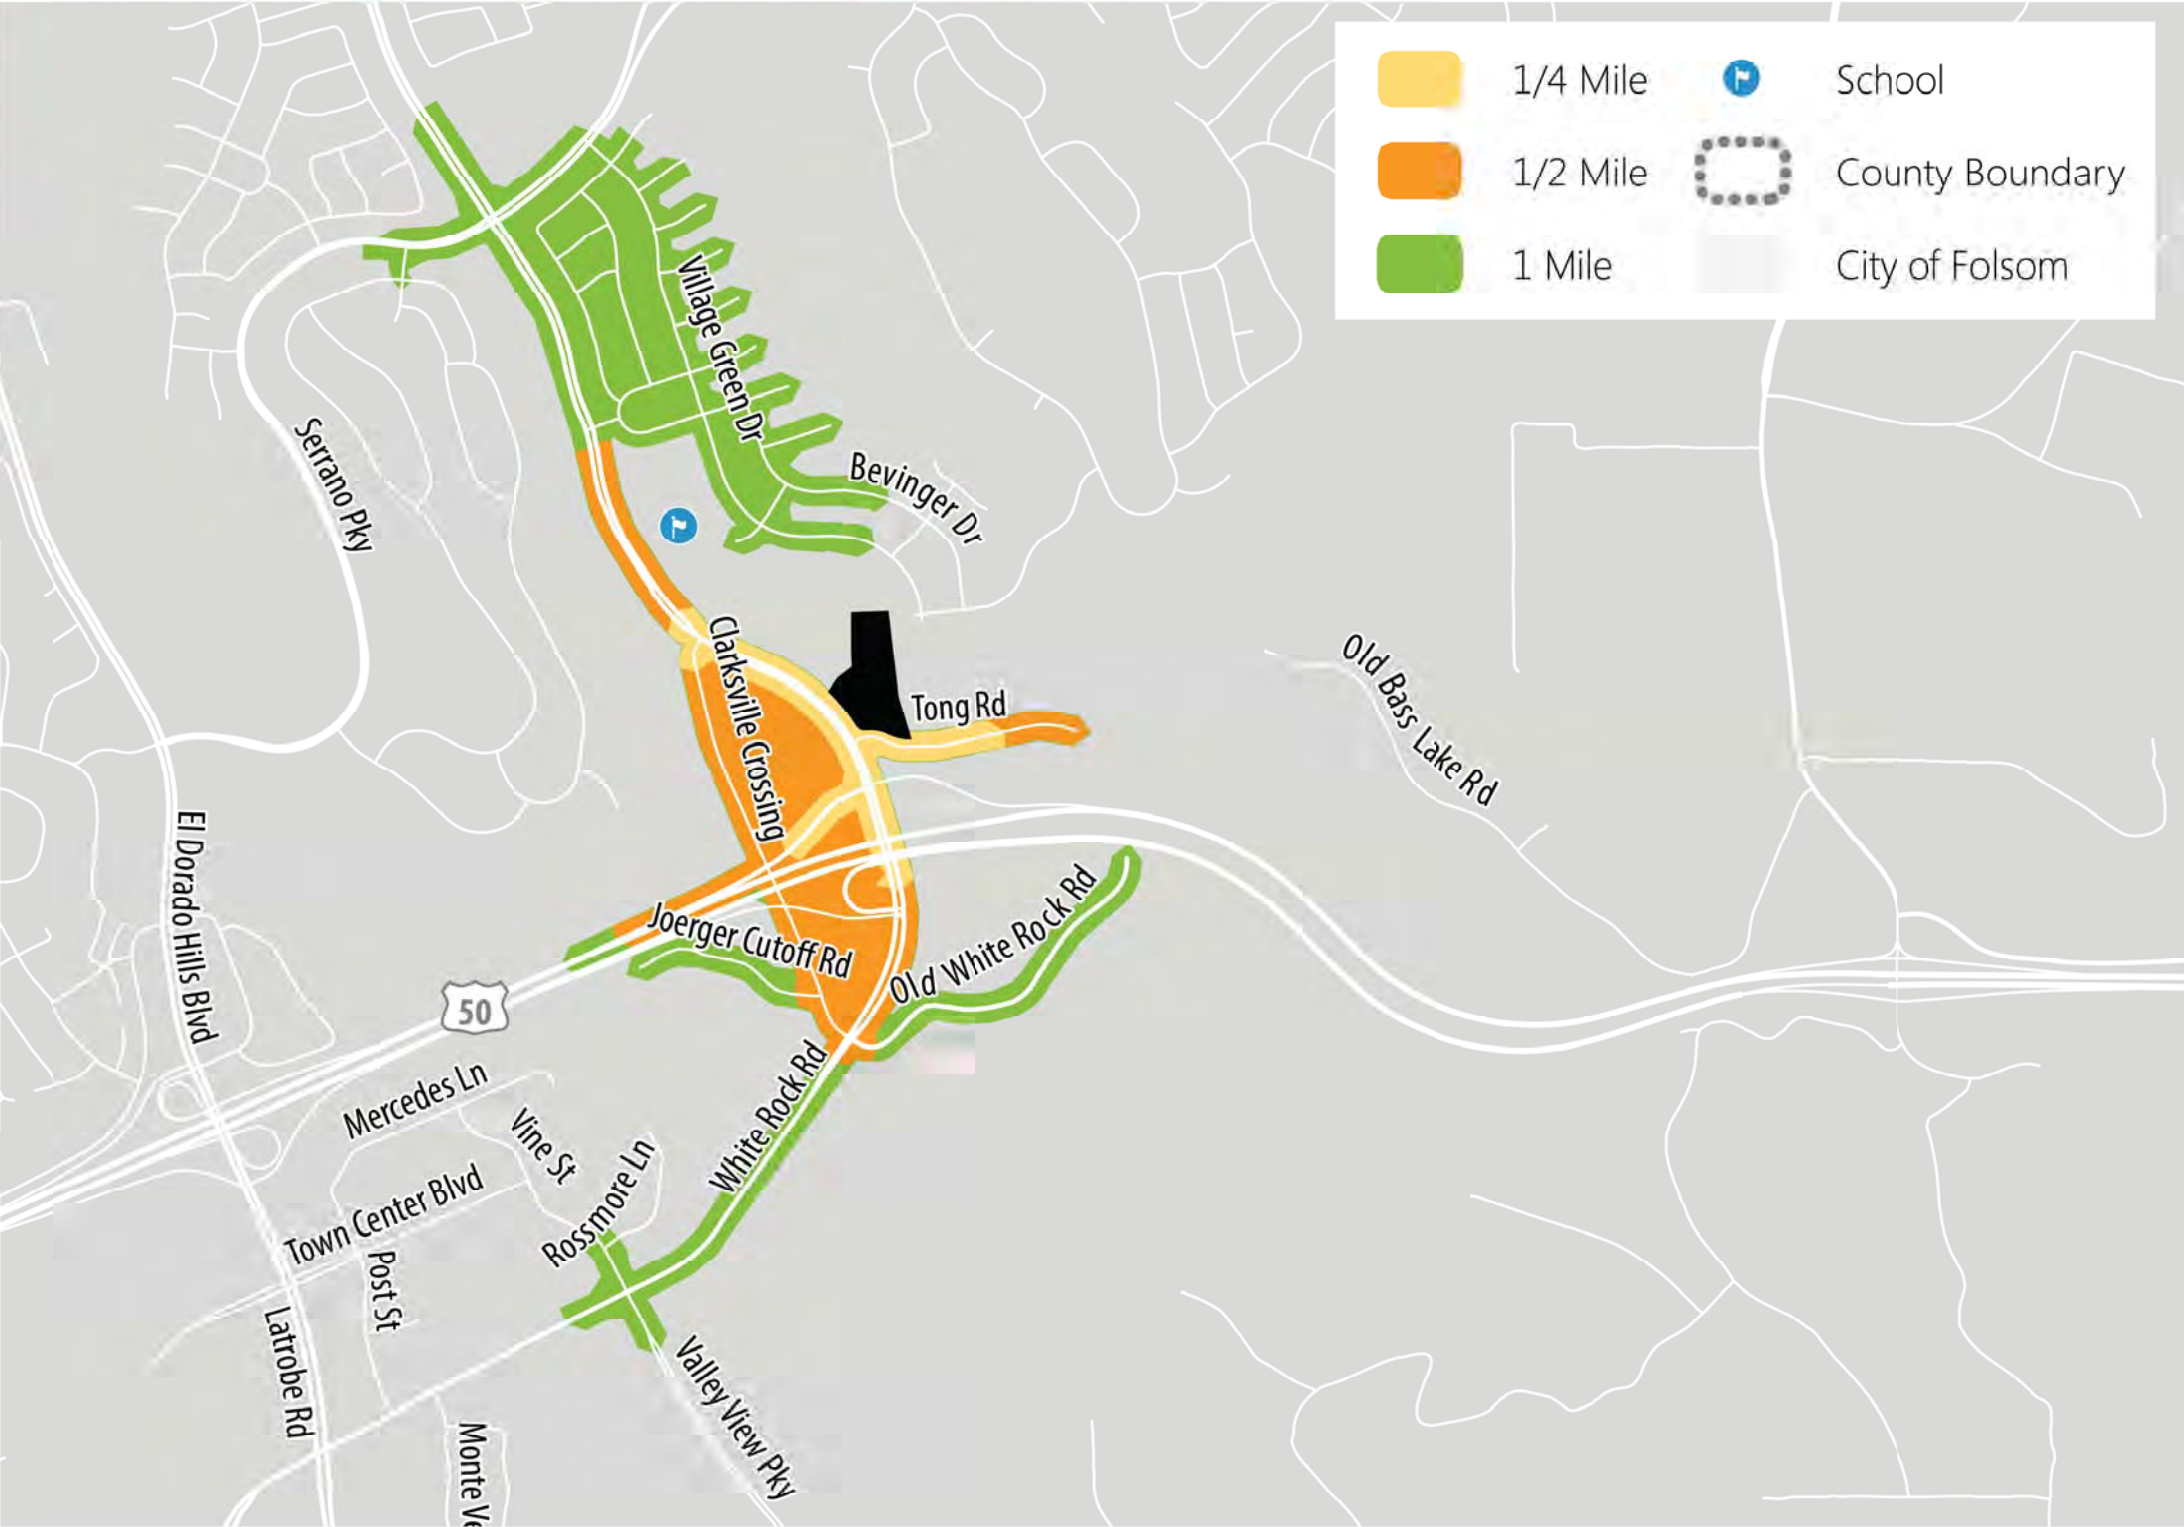 1/4 Mile
School
1/2 Mile
County Boundary
1 Mile
City of Folsom
Village Green Dr
Bevinger Dr
Serrano Pky
Clarksville Crossing
Tong Rd
Old Bass Lake Rd
El Dorado Hills Blvd
Joerger Cutoff Rd
Old White Rock Rd
50
Mercedes Ln
White Rock Rd
Vine St
Rossmore Ln
Town Center Blvd
Post St
Latrobe Rd
Valley View Pky
Monte Ve